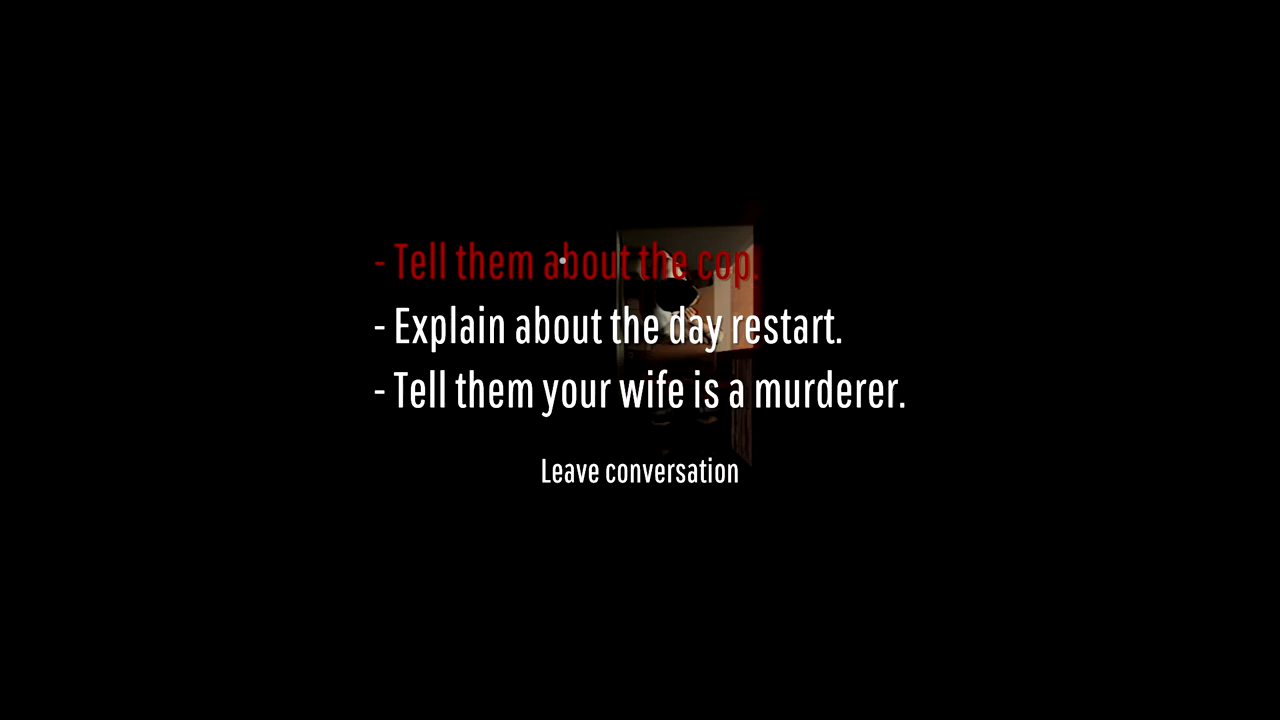 - Tell them about the cop.
- Explain about the day restart.
- Tell them your wife is a murderer.
Leave conversation